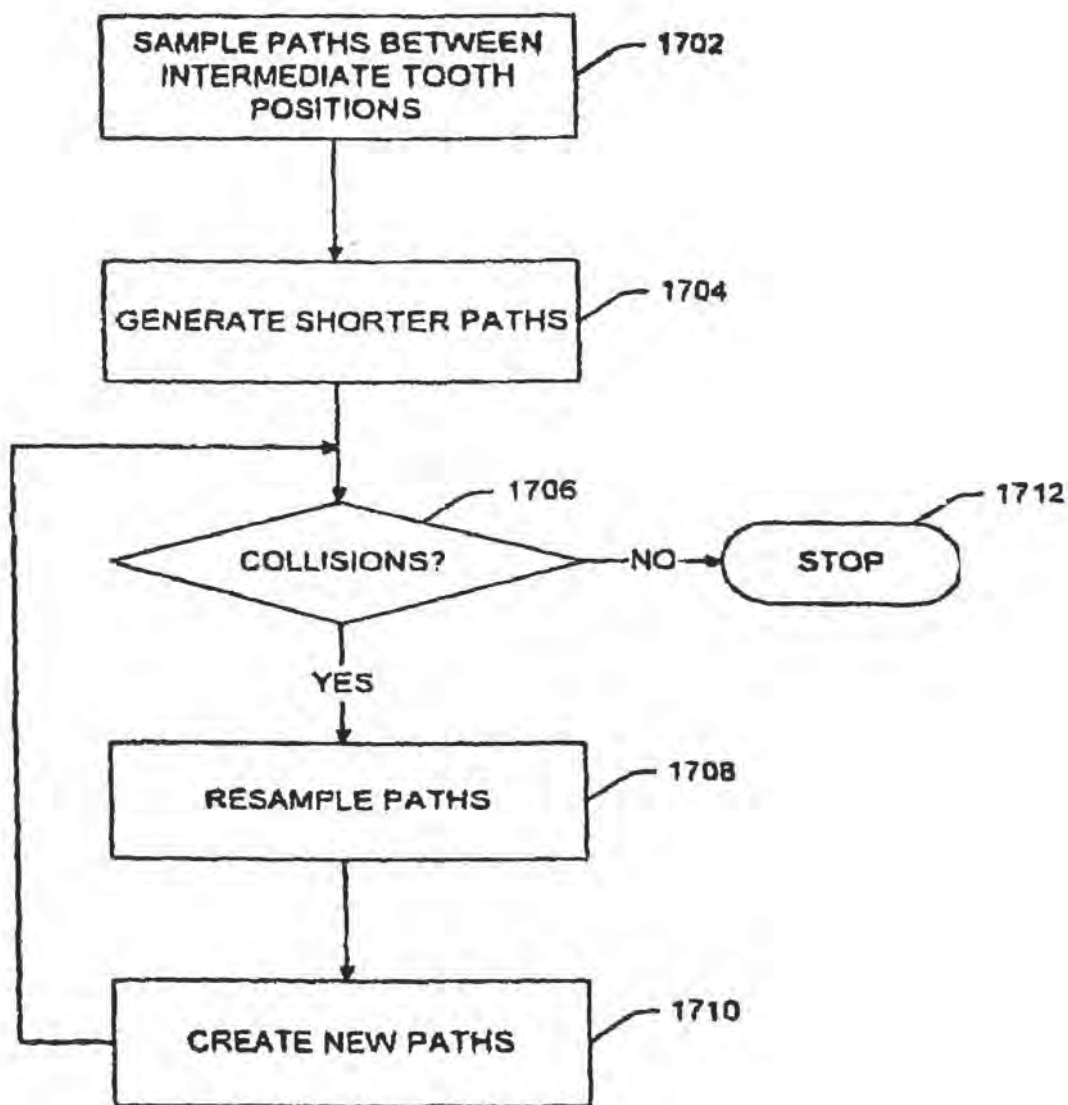 SAMPLE PATHS BETWEEN
INTERMEDIATE TOOTH
POSITIONS
1702
GENERATE SHORTER PATHS
1704
COLLISIONS?
1706
NO
STOP
1712
YES
RESAMPLE PATHS
1708
CREATE NEW PATHS
1710